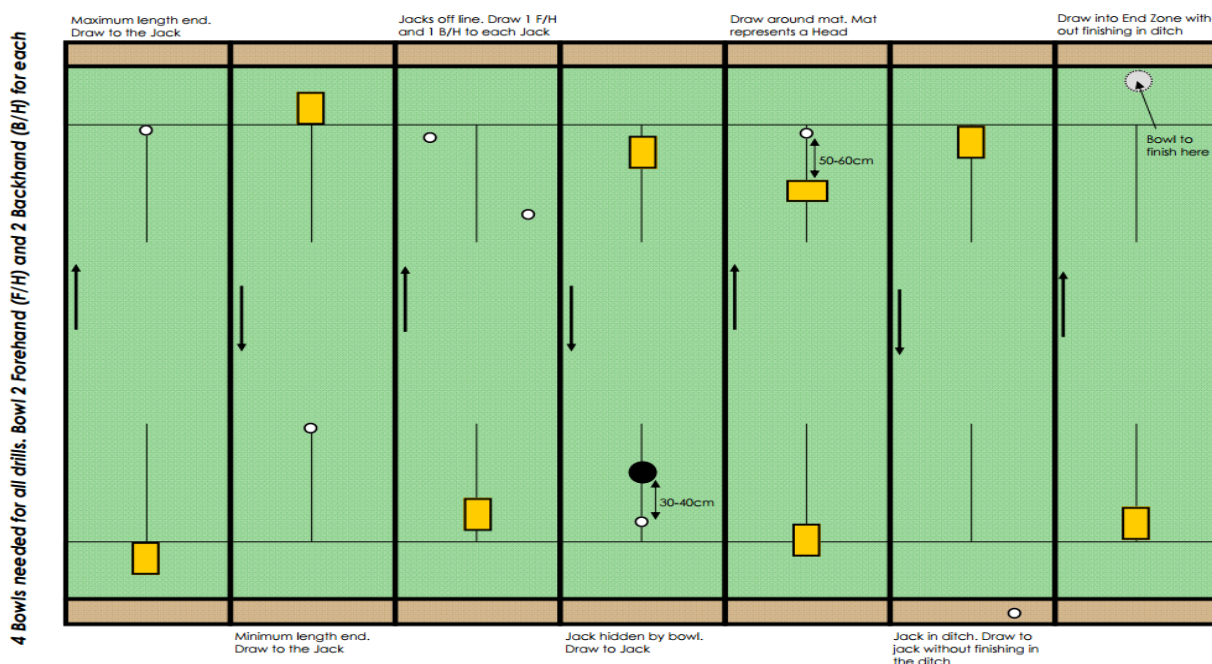 4 Bowls needed for all drills. Bowl 2 Forehand (F/H) and 2 Backhand (B/H) for each
Maximum length end.
Draw to the Jack
Jacks off line. Draw 1 F/H
and 1 B/H to each Jack
Draw around mat. Mat
represents a Head
Draw into End Zone with
out finishing in ditch
Bowl to
finish here
50-60cm
30-40cm
Minimum length end.
Draw to the Jack
Jack hidden by bowl.
Draw to Jack
Jack in ditch. Draw to
jack without finishing in
the ditch